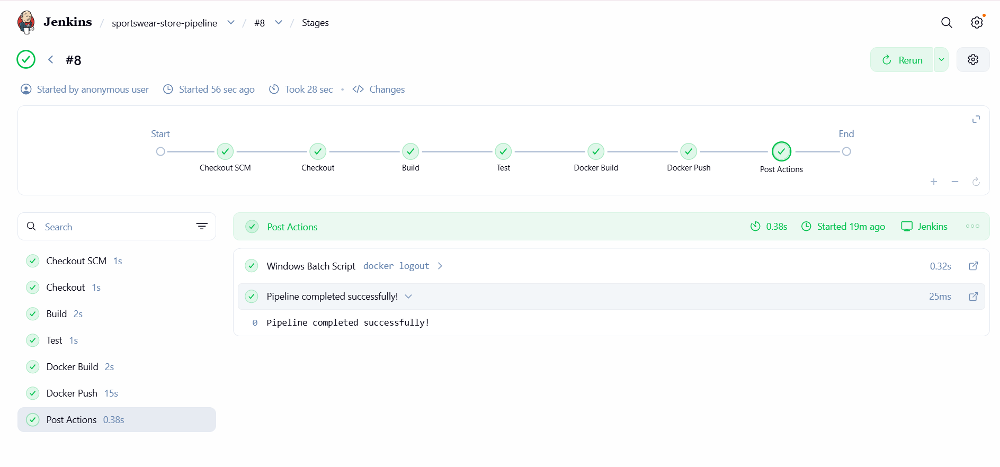 Jenkins / sportswear-store-pipeline / #8 / Stages
#8
Rerun
Started by anonymous user Started 56 sec ago Took 28 sec • </> Changes
Start End
Checkout SCM Checkout Build Test Docker Build Docker Push Post Actions
Search
Checkout SCM 1s
Checkout 1s
Build 2s
Test 1s
Docker Build 2s
Docker Push 15s
Post Actions 0.38s
Post Actions 0.38s Started 19m ago Jenkins
Windows Batch Script docker logout 0.32s
Pipeline completed successfully! 25ms
0 Pipeline completed successfully!